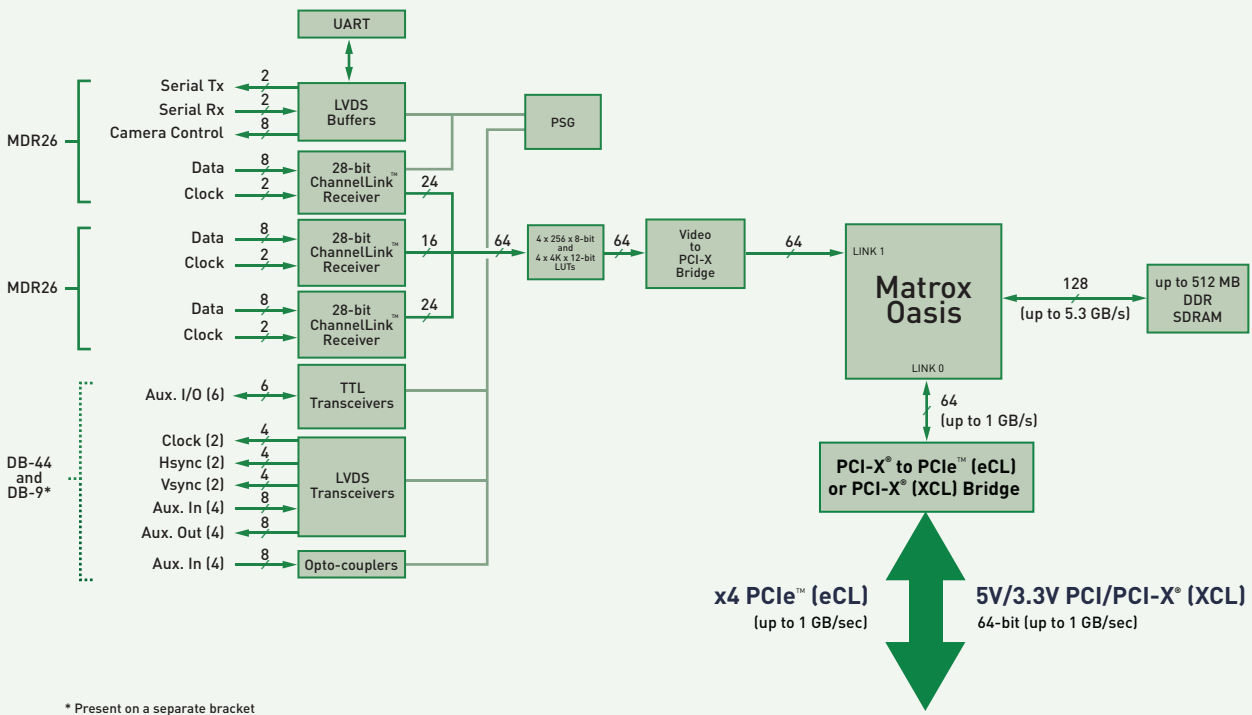 UART
MDR26
Serial Tx
2
Serial Rx
2
Camera Control
8
LVDS
Buffers
PSG
Data
8
Clock
2
28-bit
ChannelLink™
Receiver
24
MDR26
Data
8
Clock
2
28-bit
ChannelLink™
Receiver
16
64
4 x 256 x 8-bit
and
4 x 4K x 12-bit
LUTs
64
Video
to
PCI-X
Bridge
64
LINK 1
Matrox
Oasis
LINK 0
128
(up to 5.3 GB/s)
up to 512 MB
DDR
SDRAM
Data
8
Clock
2
28-bit
ChannelLink™
Receiver
24
DB-44
and
DB-9*
Aux. I/O (6)
6
TTL
Transceivers
Clock (2)
4
Hsync (2)
4
Vsync (2)
4
Aux. In (4)
8
Aux. Out (4)
8
LVDS
Transceivers
Aux. In (4)
8
Opto-couplers
64
(up to 1 GB/s)
PCI-X® to PCIe™ (eCL)
or PCI-X® (XCL) Bridge
x4 PCIe™ (eCL)
(up to 1 GB/sec)
5V/3.3V PCI/PCI-X® (XCL)
64-bit (up to 1 GB/sec)
* Present on a separate bracket